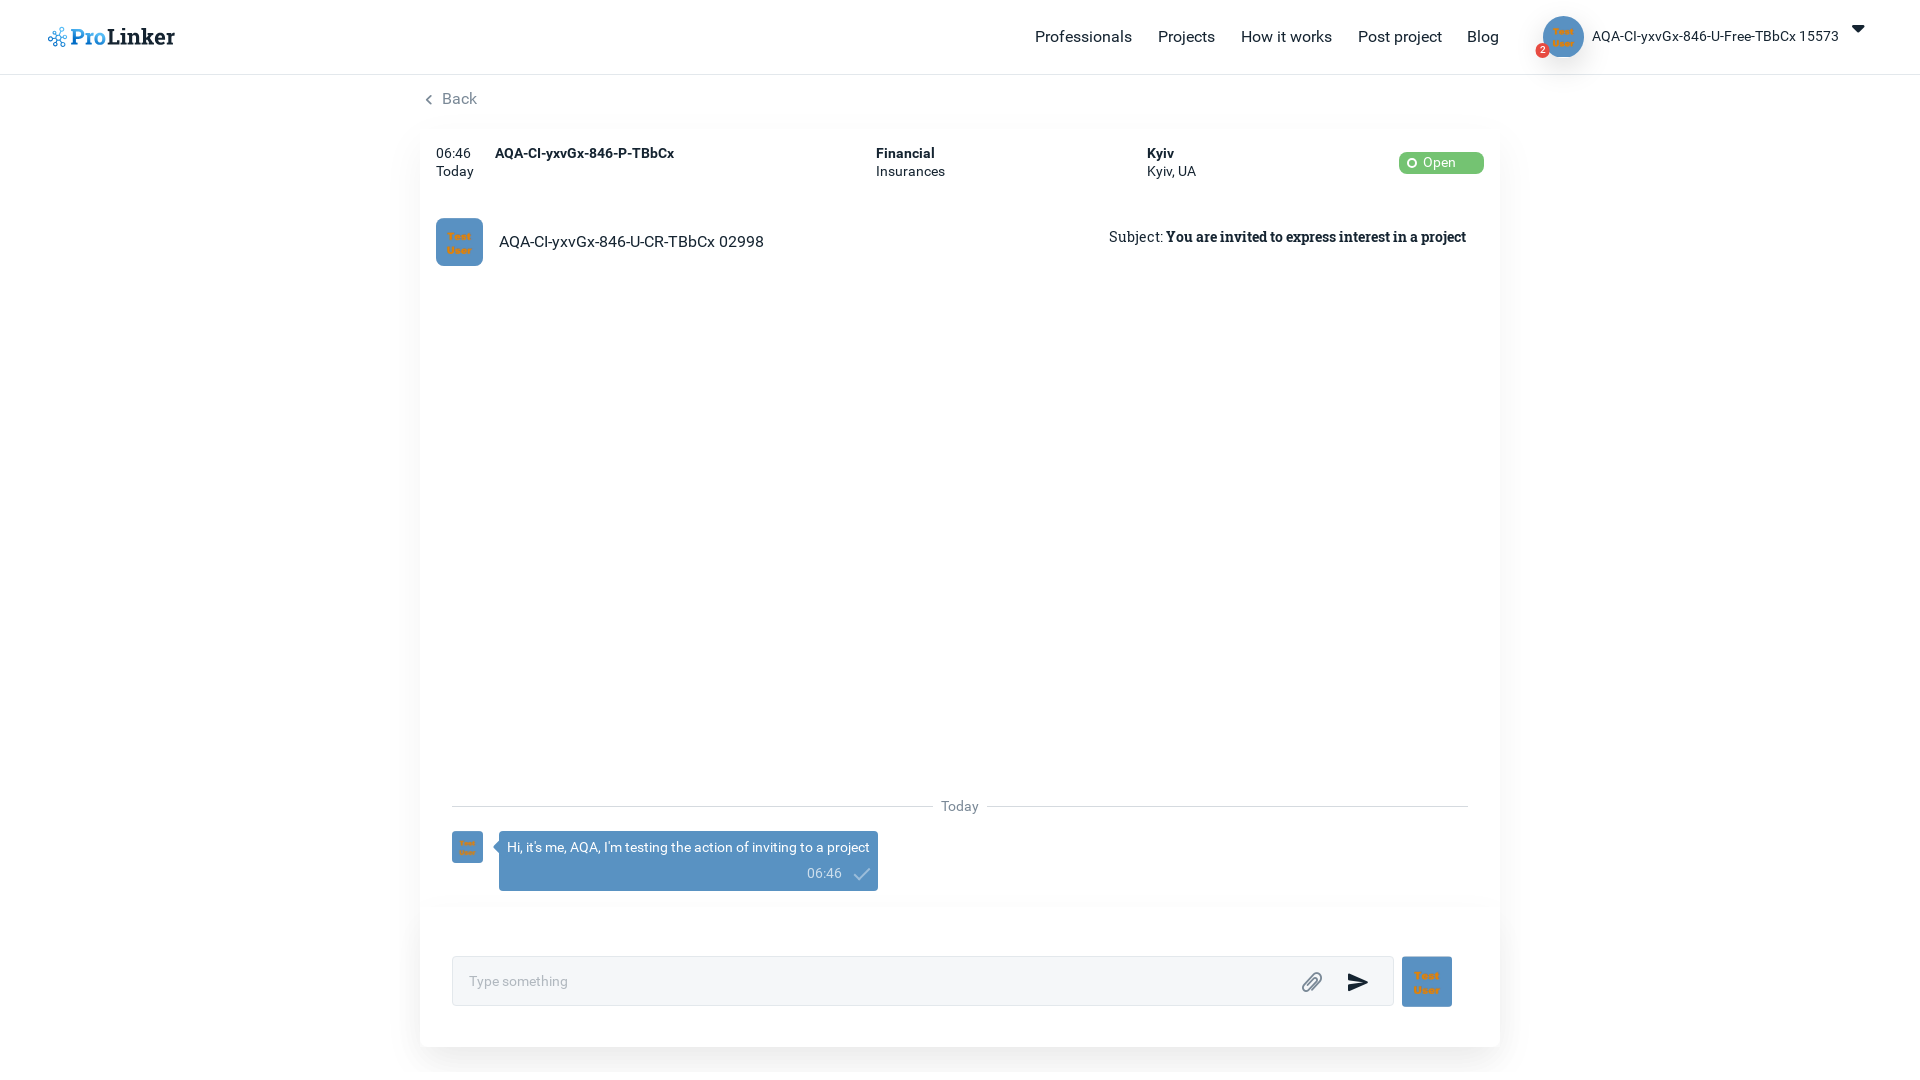 ProLinker
Professionals
Projects
How it works
Post project
Blog
Test
User
2
AQA-CI-yxvGx-846-U-Free-TBbCx 15573
Back
06:46
Today
AQA-CI-yxvGx-846-P-TBbCx
Financial
Insurances
Kyiv
Kyiv, UA
Open
Test
User
AQA-CI-yxvGx-846-U-CR-TBbCx 02998
Subject: You are invited to express interest in a project
Today
Test
User
Hi, it's me, AQA, I'm testing the action of inviting to a project
06:46
Type something
Test
User